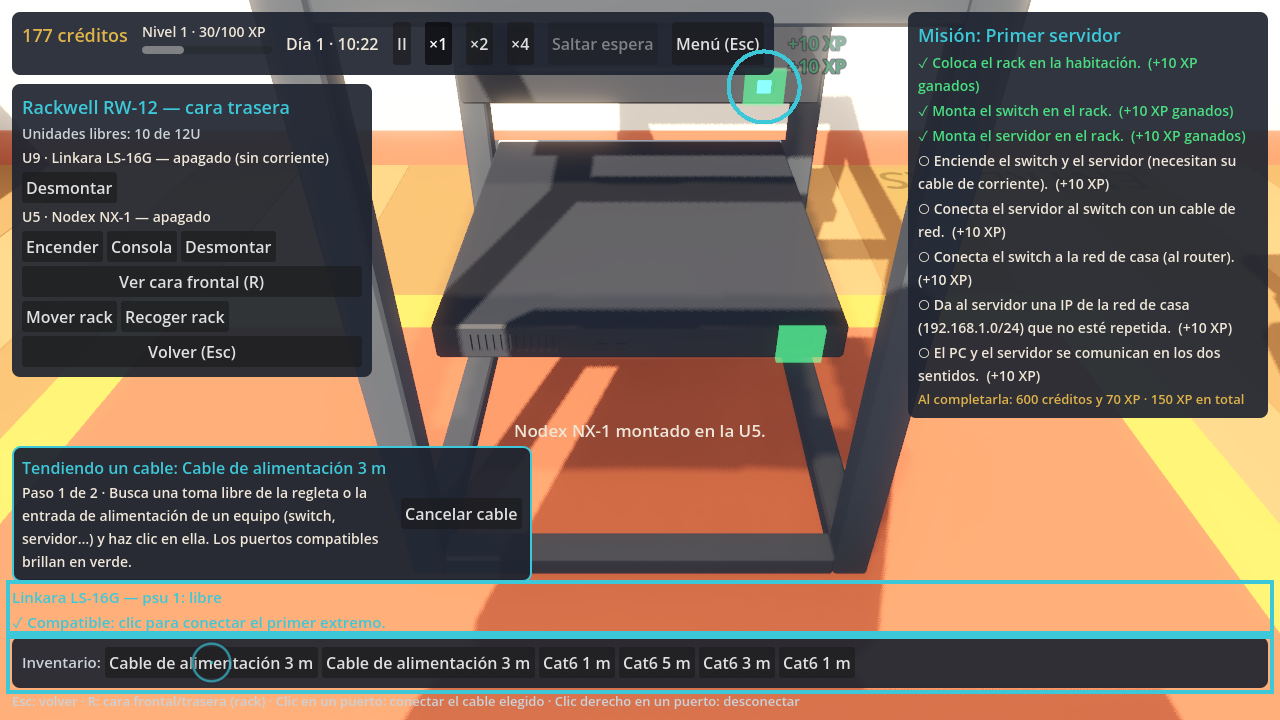 177 créditos
Nivel 1 · 30/100 XP
Día 1 · 10:22
II
×1
×2
×4
Saltar espera
Menú (Esc)
+10 XP
+10 XP
Rackwell RW-12 — cara trasera
Unidades libres: 10 de 12U
U9 · Linkara LS-16G — apagado (sin corriente)
Desmontar
U5 · Nodex NX-1 — apagado
Encender
Consola
Desmontar
Ver cara frontal (R)
Mover rack
Recoger rack
Volver (Esc)
Misión: Primer servidor
✓ Coloca el rack en la habitación. (+10 XP
ganados)
✓ Monta el switch en el rack. (+10 XP ganados)
✓ Monta el servidor en el rack. (+10 XP ganados)
○ Enciende el switch y el servidor (necesitan su
cable de corriente). (+10 XP)
○ Conecta el servidor al switch con un cable de
red. (+10 XP)
○ Conecta el switch a la red de casa (al router).
(+10 XP)
○ Da al servidor una IP de la red de casa
(192.168.1.0/24) que no esté repetida. (+10 XP)
○ El PC y el servidor se comunican en los dos
sentidos. (+10 XP)
Al completarla: 600 créditos y 70 XP · 150 XP en total
Nodex NX-1 montado en la U5.
Tendiendo un cable: Cable de alimentación 3 m
Paso 1 de 2 · Busca una toma libre de la regleta o la
entrada de alimentación de un equipo (switch,
servidor...) y haz clic en ella. Los puertos compatibles
brillan en verde.
Cancelar cable
Linkara LS-16G — psu 1: libre
✓ Compatible: clic para conectar el primer extremo.
Inventario:
Cable de alimentación 3 m
Cable de alimentación 3 m
Cat6 1 m
Cat6 5 m
Cat6 3 m
Cat6 1 m
Esc: volver · R: cara frontal/trasera (rack) · Clic en un puerto: conectar el cable elegido · Clic derecho en un puerto: desconectar